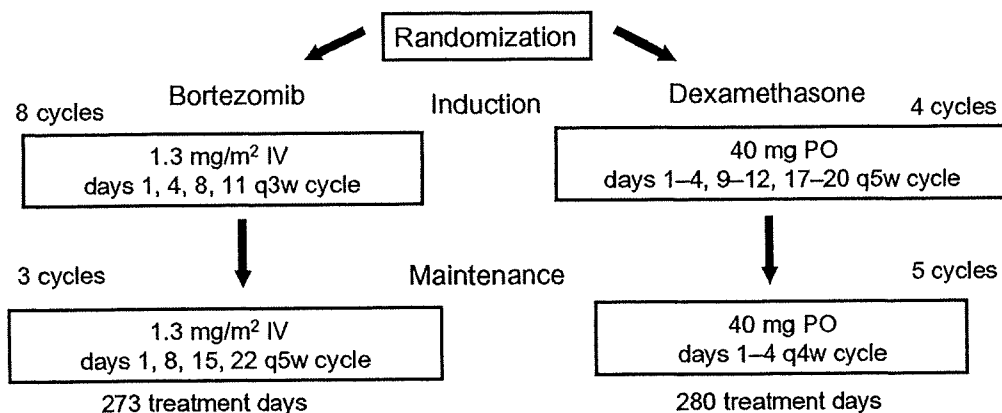 Randomization
Bortezomib
Induction
Dexamethasone
8 cycles
4 cycles
1.3 mg/m² IV
days 1, 4, 8, 11 q3w cycle
40 mg PO
days 1–4, 9–12, 17–20 q5w cycle
3 cycles
Maintenance
5 cycles
1.3 mg/m² IV
days 1, 8, 15, 22 q5w cycle
40 mg PO
days 1–4 q4w cycle
273 treatment days
280 treatment days